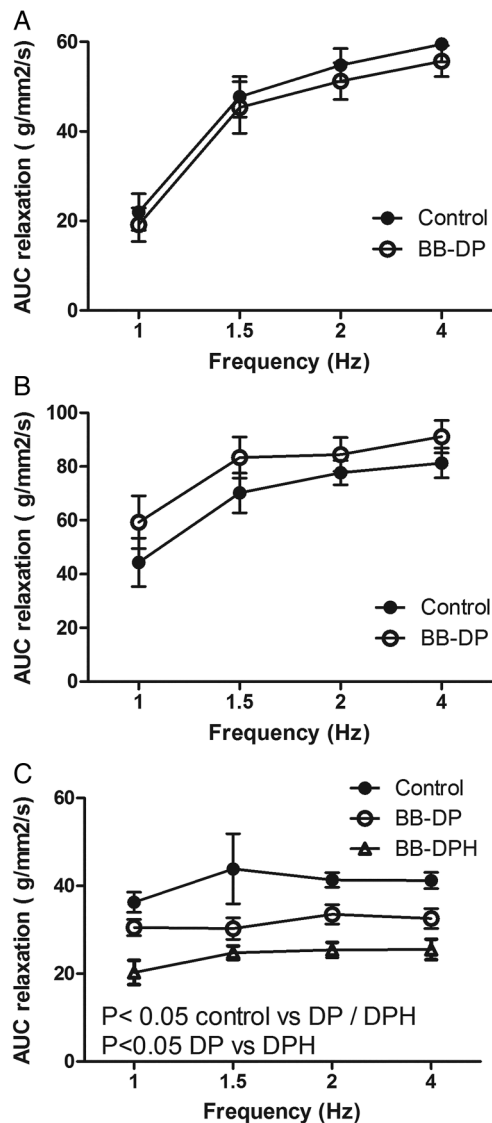 A
AUC relaxation ( g/mm2/s)
60
40
20
0
Control
BB-DP
1 1.5 2 4
Frequency (Hz)
B
AUC relaxation ( g/mm2/s)
100
80
60
40
20
0
Control
BB-DP
1 1.5 2 4
Frequency (Hz)
C
AUC relaxation ( g/mm2/s)
60
40
20
0
Control
BB-DP
BB-DPH
P< 0.05 control vs DP / DPH
P<0.05 DP vs DPH
1 1.5 2 4
Frequency (Hz)